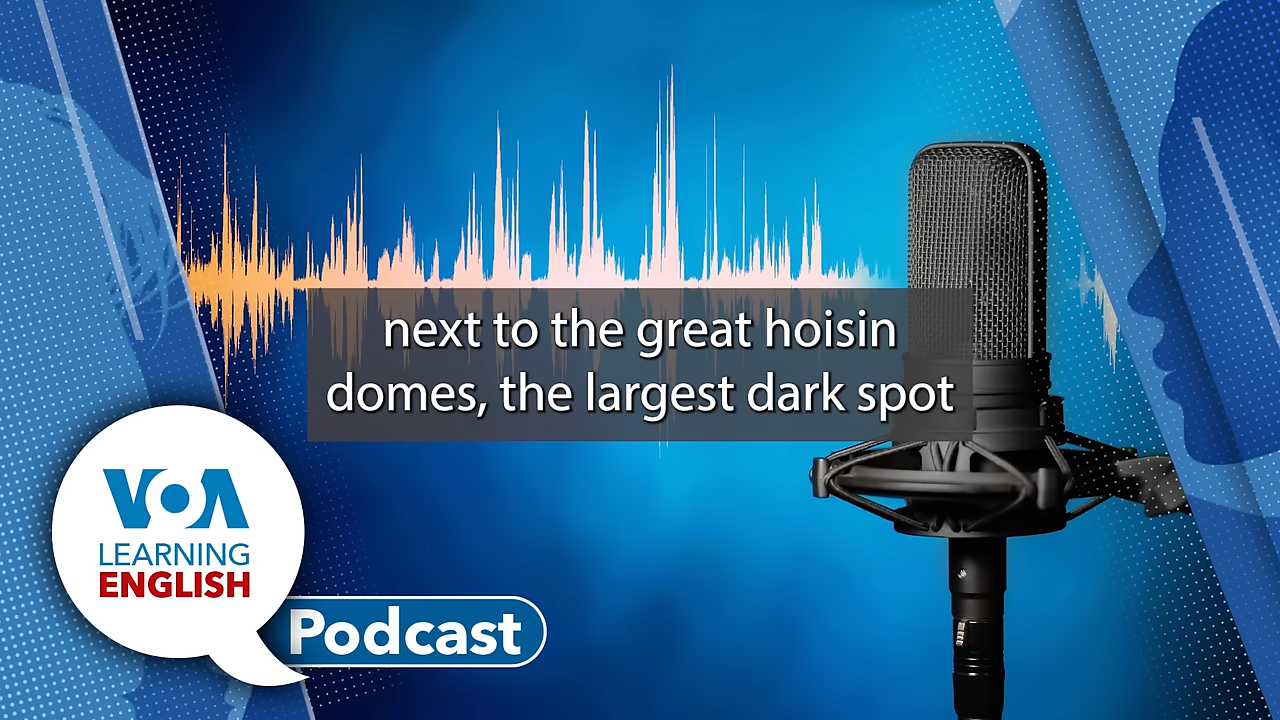 next to the great hoisin
domes, the largest dark spot
VOA
LEARNING
ENGLISH
Podcast